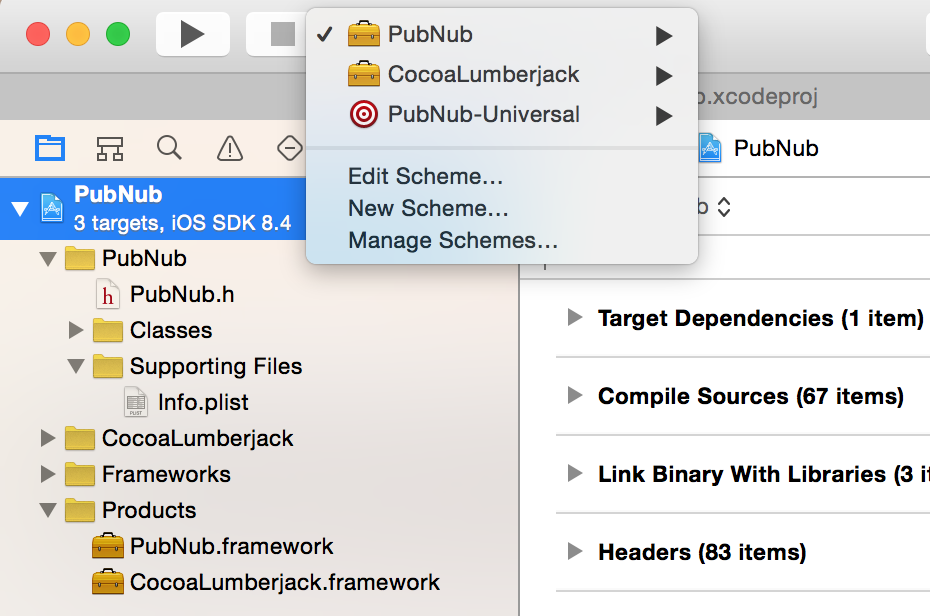 PubNub
CocoaLumberjack
PubNub-Universal
Edit Scheme...
New Scheme...
Manage Schemes...
.xcodeproj
PubNub
PubNub
3 targets, iOS SDK 8.4
PubNub
h
PubNub.h
Classes
Supporting Files
PLIST
Info.plist
CocoaLumberjack
Frameworks
Products
PubNub.framework
CocoaLumberjack.framework
Target Dependencies (1 item)
Compile Sources (67 items)
Link Binary With Libraries (3
Headers (83 items)